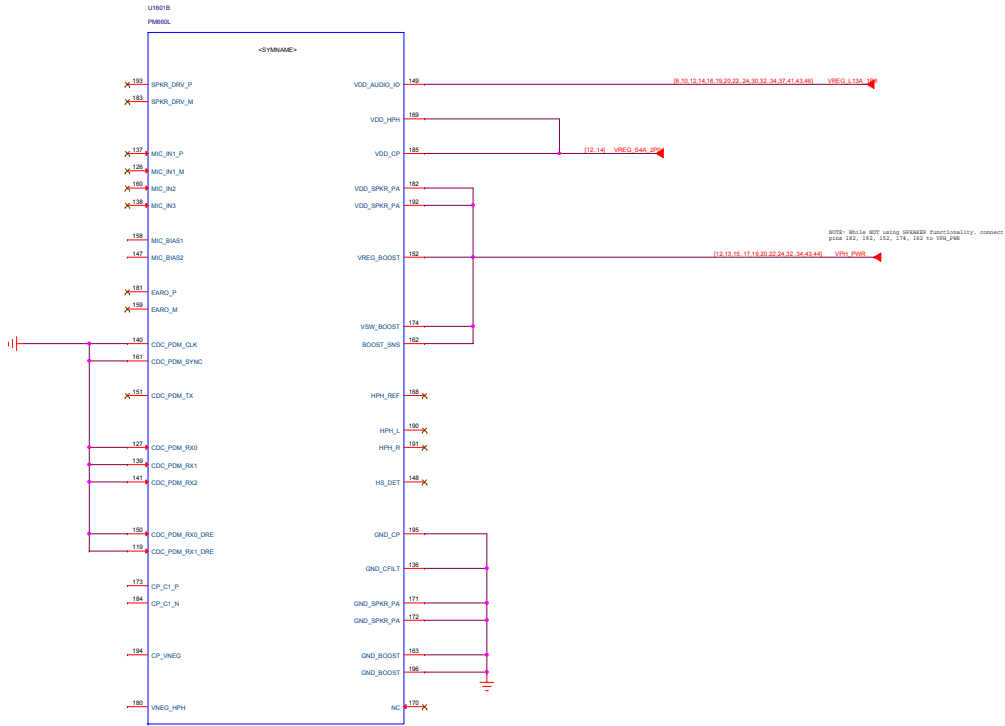 U1601B
PM660L
<SYMNAME>
193 SPKR_DRV_P
183 SPKR_DRV_M
137 MIC_IN1_P
126 MIC_IN1_M
160 MIC_IN2
138 MIC_IN3
158 MIC_BIAS1
147 MIC_BIAS2
181 EARO_P
159 EARO_M
140 CDC_PDM_CLK
161 CDC_PDM_SYNC
151 CDC_PDM_TX
127 CDC_PDM_RX0
139 CDC_PDM_RX1
141 CDC_PDM_RX2
150 CDC_PDM_RX0_DRE
119 CDC_PDM_RX1_DRE
173 CP_C1_P
184 CP_C1_N
194 CP_VNEG
180 VNEG_HPH
VDD_AUDIO_IO 149 [8,10,12,14,16,19,20,22..24,30,32..34,37,41,43,46]
VDD_HPH 169
VDD_CP 185 [12..14]
VDD_SPKR_PA 182
VDD_SPKR_PA 192
VREG_BOOST 152 [12,13,15..17,19,20,22,24,32..34,43,44] VPH_PWR
VSW_BOOST 174
BOOST_SNS 162
HPH_REF 168
HPH_L 190
HPH_R 191
HS_DET 148
GND_CP 195
GND_CFILT 136
GND_SPKR_PA 171
GND_SPKR_PA 172
GND_BOOST 163
GND_BOOST 196
NC 170
NOTE: While NOT using SPEAKER functionality, connect
pins 182, 192, 152, 174, 162 to VPH_PWR